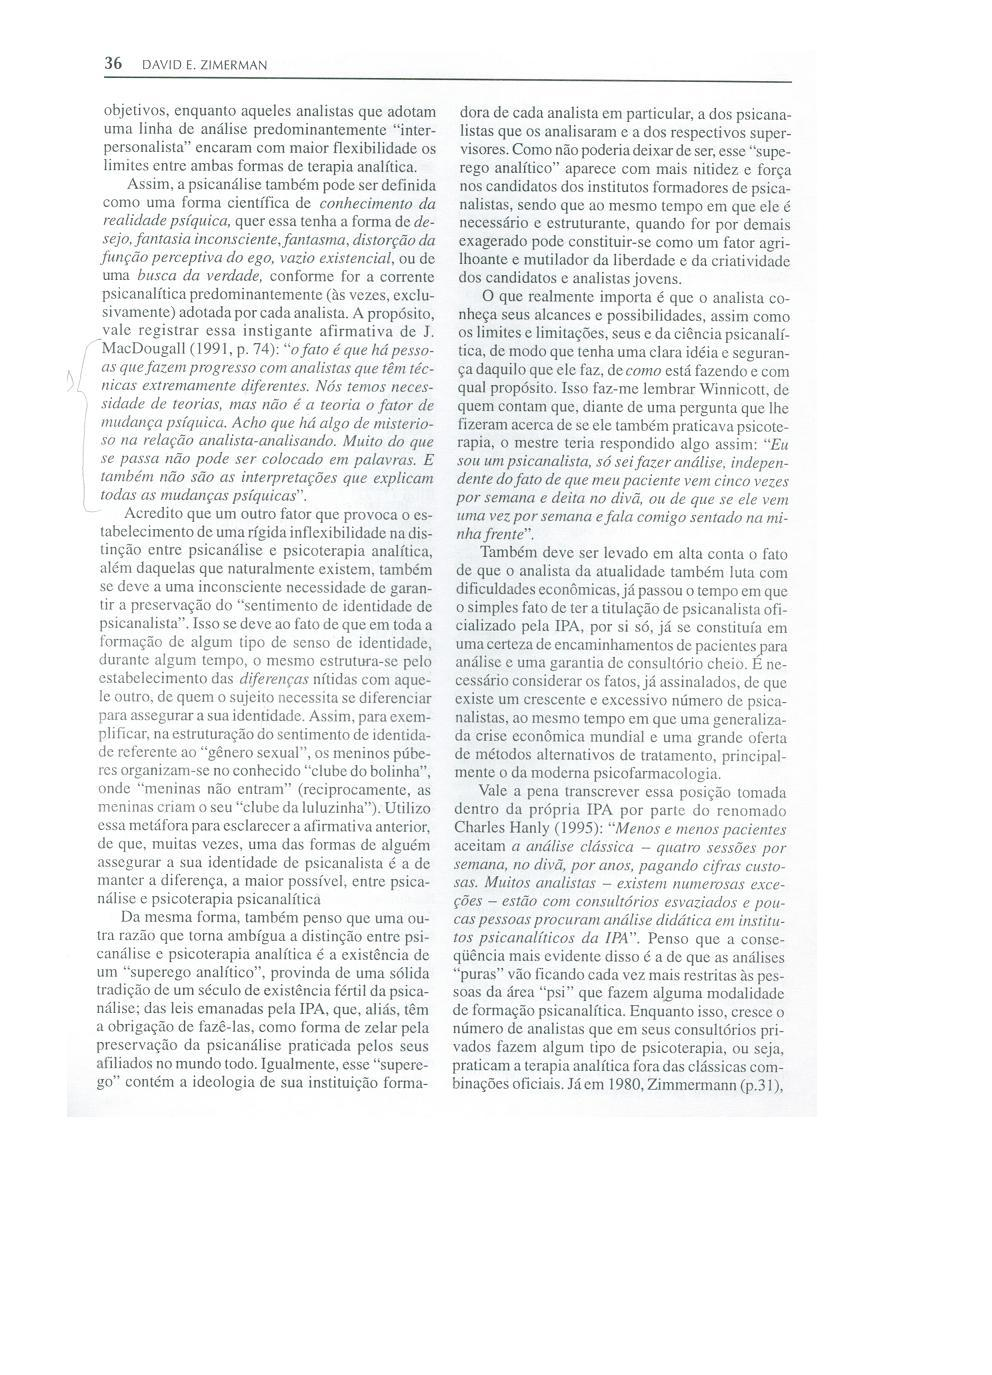 36 DAVID E. ZIMERMAN
objetivos, enquanto aqueles analistas que adotam
uma linha de análise predominantemente “inter-
personalista” encaram com maior flexibilidade os
limites entre ambas formas de terapia analítica.
Assim, a psicanálise também pode ser definida
como uma forma científica de conhecimento da
realidade psíquica, quer essa tenha a forma de de-
sejo, fantasia inconsciente, fantasma, distorção da
função perceptiva do ego, vazio existencial, ou de
uma busca da verdade, conforme for a corrente
psicanalítica predominantemente (às vezes, exclu-
sivamente) adotada por cada analista. A propósito,
vale registrar essa instigante afirmativa de J.
MacDougall (1991, p. 74): “o fato é que há pesso-
as que fazem progresso com analistas que têm téc-
nicas extremamente diferentes. Nós temos neces-
sidade de teorias, mas não é a teoria o fator de
mudança psíquica. Acho que há algo de misterio-
so na relação analista-analisando. Muito do que
se passa não pode ser colocado em palavras. E
também não são as interpretações que explicam
todas as mudanças psíquicas”.
Acredito que um outro fator que provoca o es-
tabelecimento de uma rígida inflexibilidade na dis-
tinção entre psicanálise e psicoterapia analítica,
além daquelas que naturalmente existem, também
se deve a uma inconsciente necessidade de garan-
tir a preservação do “sentimento de identidade de
psicanalista”. Isso se deve ao fato de que em toda a
formação de algum tipo de senso de identidade,
durante algum tempo, o mesmo estrutura-se pelo
estabelecimento das diferenças nítidas com aque-
le outro, de quem o sujeito necessita se diferenciar
para assegurar a sua identidade. Assim, para exem-
plificar, na estruturação do sentimento de identida-
de referente ao “gênero sexual”, os meninos púbe-
res organizam-se no conhecido “clube do bolinha”,
onde “meninas não entram” (reciprocamente, as
meninas criam o seu “clube da luluzinha”). Utilizo
essa metáfora para esclarecer a afirmativa anterior,
de que, muitas vezes, uma das formas de alguém
assegurar a sua identidade de psicanalista é a de
manter a diferença, a maior possível, entre psica-
nálise e psicoterapia psicanalítica
Da mesma forma, também penso que uma ou-
tra razão que torna ambígua a distinção entre psi-
canálise e psicoterapia analítica é a existência de
um “superego analítico”, provinda de uma sólida
tradição de um século de existência fértil da psica-
nálise; das leis emanadas pela IPA, que, aliás, têm
a obrigação de fazê-las, como forma de zelar pela
preservação da psicanálise praticada pelos seus
afiliados no mundo todo. Igualmente, esse “supere-
go” contém a ideologia de sua instituição forma-
dora de cada analista em particular, a dos psicana-
listas que os analisaram e a dos respectivos super-
visores. Como não poderia deixar de ser, esse “supe-
rego analítico” aparece com mais nitidez e força
nos candidatos dos institutos formadores de psica-
nalistas, sendo que ao mesmo tempo em que ele é
necessário e estruturante, quando for por demais
exagerado pode constituir-se como um fator agri-
lhoante e mutilador da liberdade e da criatividade
dos candidatos e analistas jovens.
O que realmente importa é que o analista co-
nheça seus alcances e possibilidades, assim como
os limites e limitações, seus e da ciência psicanalí-
tica, de modo que tenha uma clara idéia e seguran-
ça daquilo que ele faz, de como está fazendo e com
qual propósito. Isso faz-me lembrar Winnicott, de
quem contam que, diante de uma pergunta que lhe
fizeram acerca de se ele também praticava psicote-
rapia, o mestre teria respondido algo assim: “Eu
sou um psicanalista, só sei fazer análise, indepen-
dente do fato de que meu paciente vem cinco vezes
por semana e deita no divã, ou de que se ele vem
uma vez por semana e fala comigo sentado na mi-
nha frente”.
Também deve ser levado em alta conta o fato
de que o analista da atualidade também luta com
dificuldades econômicas, já passou o tempo em que
o simples fato de ter a titulação de psicanalista ofi-
cializado pela IPA, por si só, já se constituía em
uma certeza de encaminhamentos de pacientes para
análise e uma garantia de consultório cheio. É ne-
cessário considerar os fatos, já assinalados, de que
existe um crescente e excessivo número de psica-
nalistas, ao mesmo tempo em que uma generaliza-
da crise econômica mundial e uma grande oferta
de métodos alternativos de tratamento, principal-
mente o da moderna psicofarmacologia.
Vale a pena transcrever essa posição tomada
dentro da própria IPA por parte do renomado
Charles Hanly (1995): “Menos e menos pacientes
aceitam a análise clássica – quatro sessões por
semana, no divã, por anos, pagando cifras custo-
sas. Muitos analistas – existem numerosas exce-
ções – estão com consultórios esvaziados e pou-
cas pessoas procuram análise didática em institu-
tos psicanalíticos da IPA”. Penso que a conse-
qüência mais evidente disso é a de que as análises
“puras” vão ficando cada vez mais restritas às pes-
soas da área “psi” que fazem alguma modalidade
de formação psicanalítica. Enquanto isso, cresce o
número de analistas que em seus consultórios pri-
vados fazem algum tipo de psicoterapia, ou seja,
praticam a terapia analítica fora das clássicas com-
binações oficiais. Já em 1980, Zimmermann (p.31),